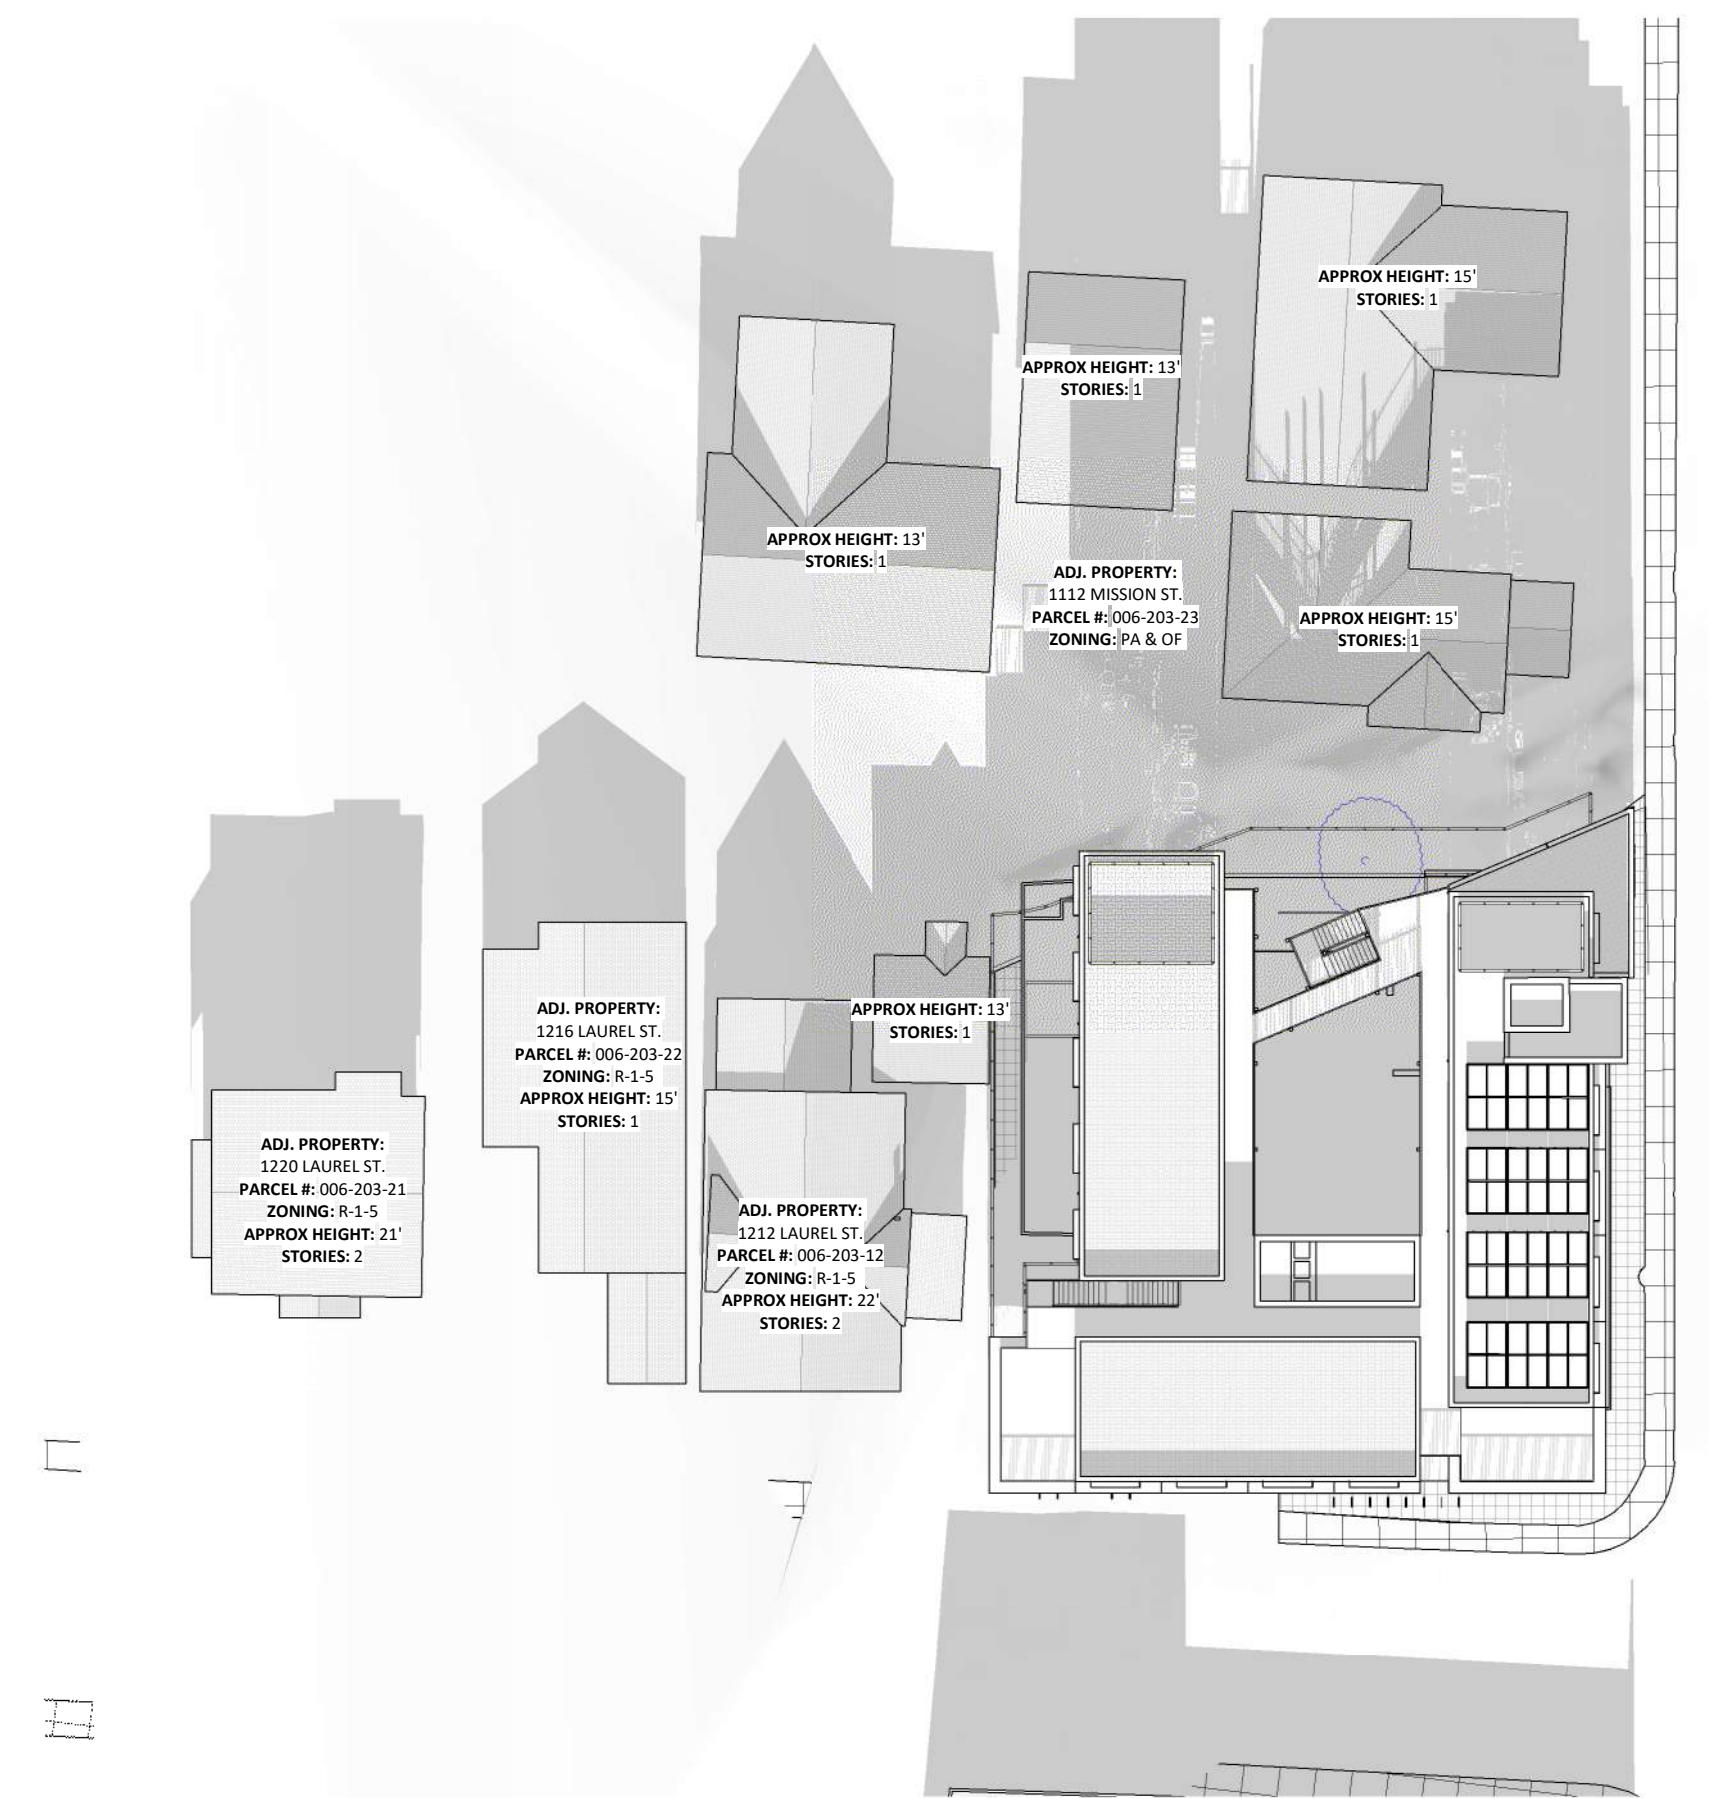 APPROX HEIGHT: 15'
STORIES: 1
APPROX HEIGHT: 13'
STORIES: 1
APPROX HEIGHT: 13'
STORIES: 1
ADJ. PROPERTY:
1112 MISSION ST.
PARCEL #: 006-203-23
ZONING: PA & OF
APPROX HEIGHT: 15'
STORIES: 1
ADJ. PROPERTY:
1216 LAUREL ST.
PARCEL #: 006-203-22
ZONING: R-1-5
APPROX HEIGHT: 15'
STORIES: 1
APPROX HEIGHT: 13'
STORIES: 1
ADJ. PROPERTY:
1220 LAUREL ST.
PARCEL #: 006-203-21
ZONING: R-1-5
APPROX HEIGHT: 21'
STORIES: 2
ADJ. PROPERTY:
1212 LAUREL ST.
PARCEL #: 006-203-12
ZONING: R-1-5
APPROX HEIGHT: 22'
STORIES: 2